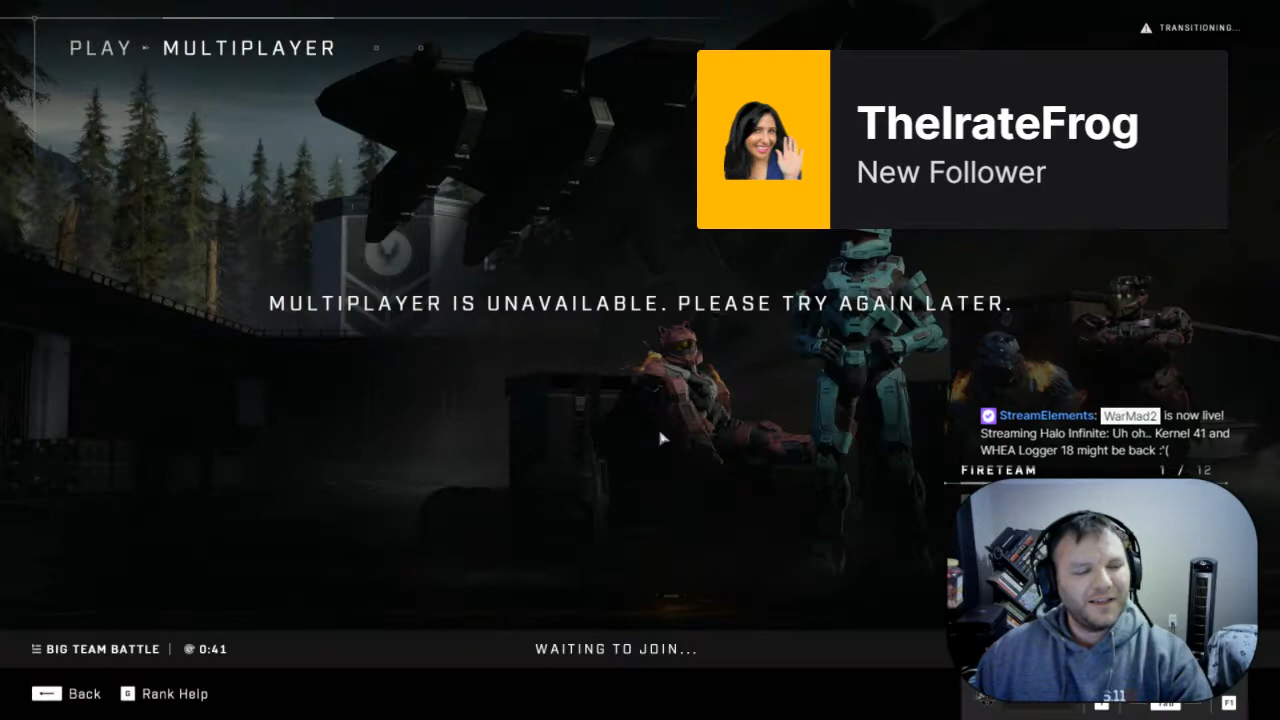 PLAY MULTIPLAYER
TRANSITIONING...
TheIrateFrog
New Follower
MULTIPLAYER IS UNAVAILABLE. PLEASE TRY AGAIN LATER.
StreamElements: WarMad2 is now live!
Streaming Halo Infinite: Uh oh.. Kernel 41 and
WHEA Logger 18 might be back :'(
FIRETEAM 1 / 12
BIG TEAM BATTLE | 0:41
WAITING TO JOIN...
Back G Rank Help
5.11
F1